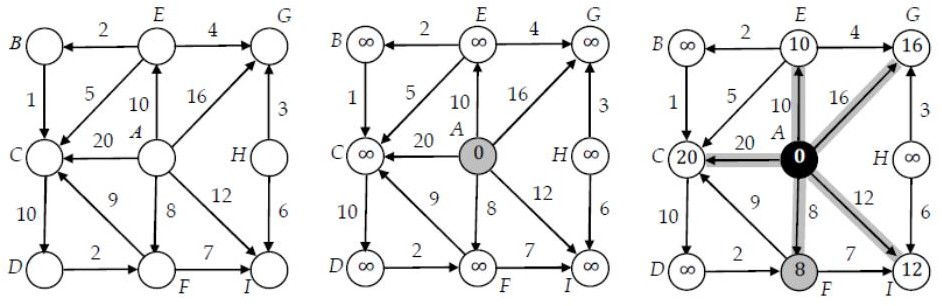 E G E G E G
B 2 4 B ∞ 2 ∞ 4 ∞ B ∞ 2 10 4 16
1 5 10 16 3 1 5 10 16 3 1 5 10 16 3
C 20 A H C ∞ 20 A 0 H ∞ C 20 20 A 0 H ∞
10 9 8 12 6 10 9 8 12 6 10 9 8 12 6
D 2 F 7 I D ∞ 2 ∞ F 7 I ∞ D ∞ 2 8 F 7 I 12